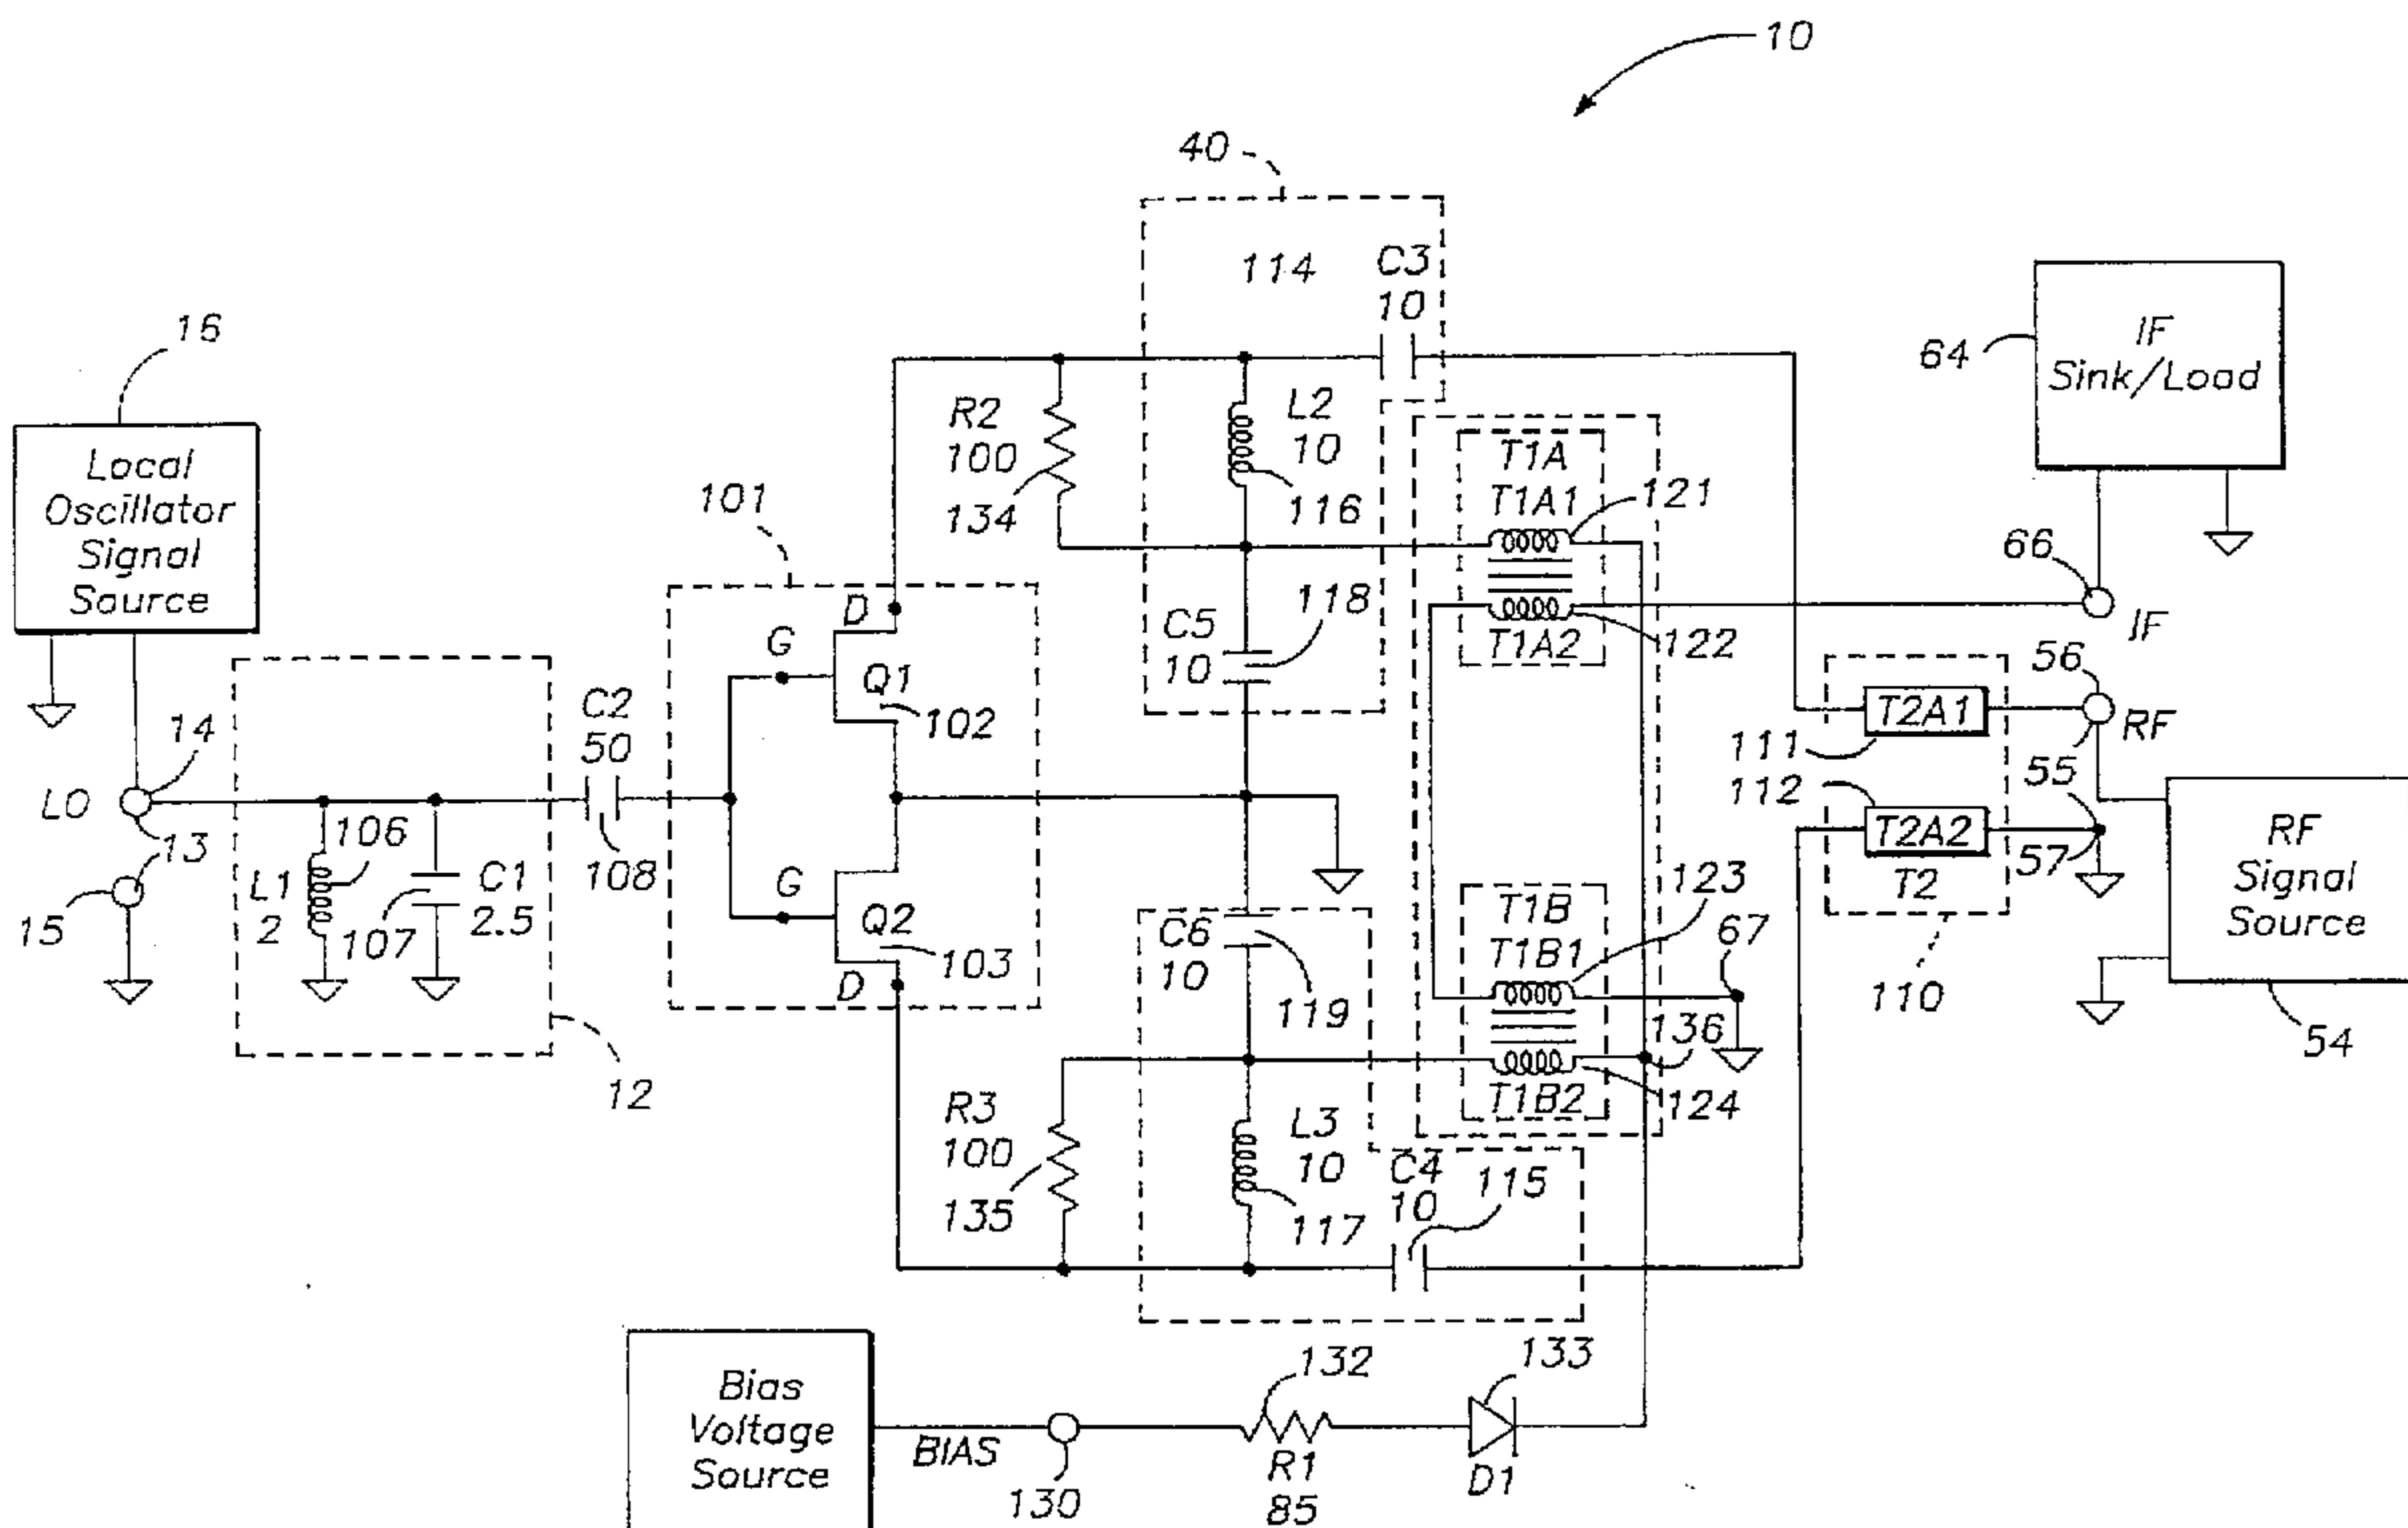 10
40
114
C3
10
16
64
IF
Sink/Load
Local
Oscillator
Signal
Source
R2
100
134
L2
10
116
T1A
T1A1
121
101
D
G
Q1
102
C5
10
118
T1A2
122
66
IF
56
RF
T2A1
111
55
112
T2A2
57
T2
110
RF
Signal
Source
54
LO
14
13
15
106
L1
2
107
C1
2.5
12
C2
50
108
G
Q2
103
D
C6
10
119
T1B
T1B1
123
67
136
T1B2
124
R3
100
135
L3
10
117
C4
10
115
Bias
Voltage
Source
BIAS
130
132
R1
85
133
D1